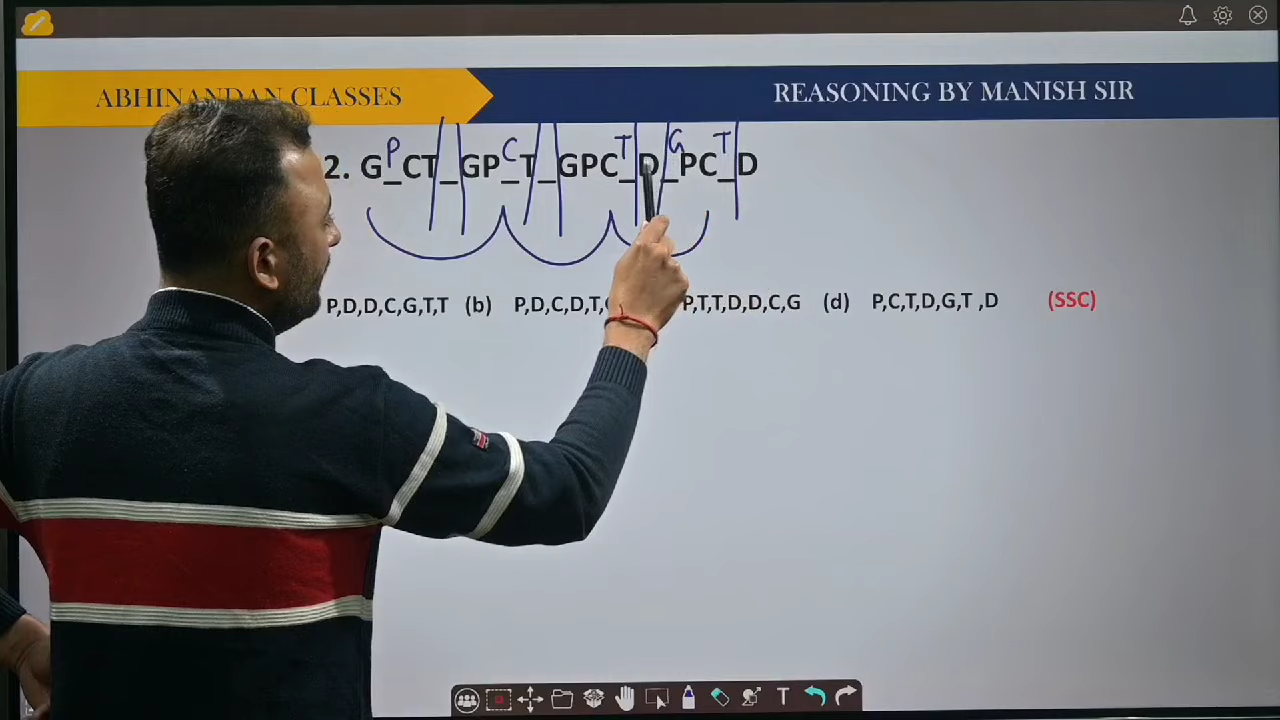 ABHINANDAN CLASSES
REASONING BY MANISH SIR
P C T G T
2. G_CT_GP_T_GPC_D_PC_D
P,D,D,C,G,T,T (b) P,D,C,D,T, P,T,T,D,D,C,G (d) P,C,T,D,G,T ,D (SSC)
T